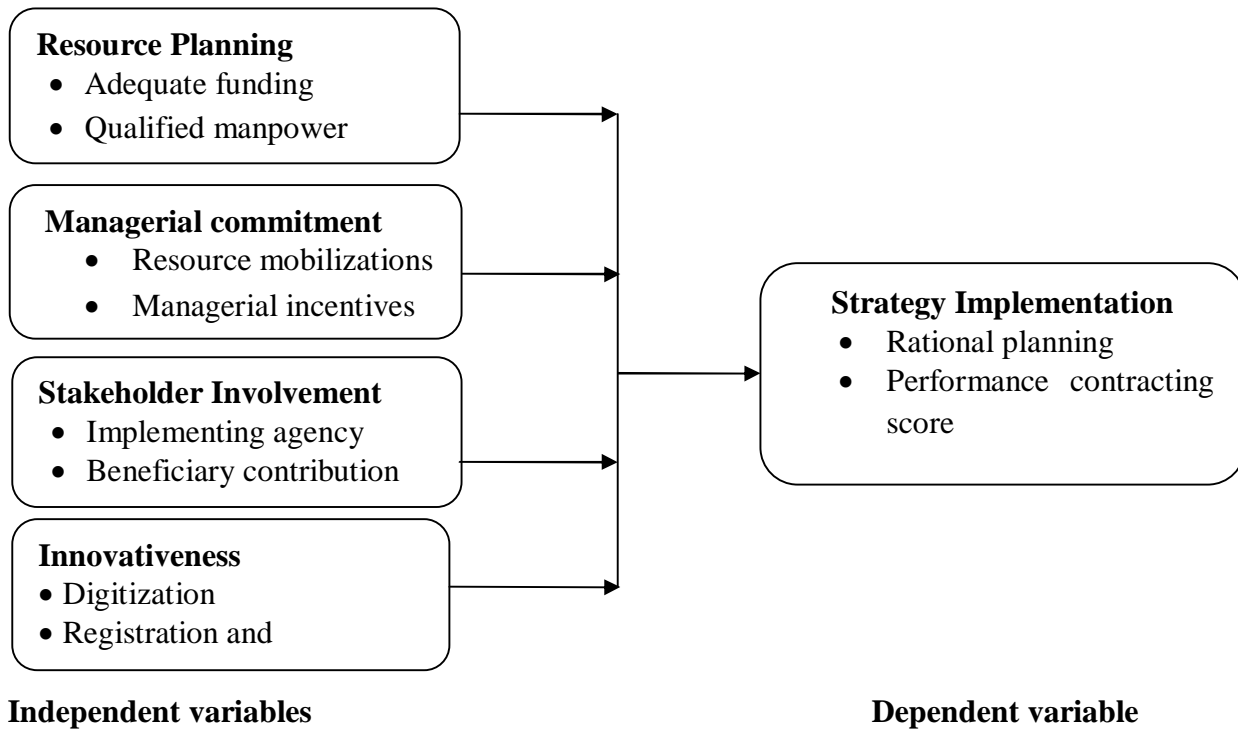 Resource Planning
• Adequate funding
• Qualified manpower
Managerial commitment
• Resource mobilizations
• Managerial incentives
Stakeholder Involvement
• Implementing agency
• Beneficiary contribution
Innovativeness
• Digitization
• Registration and
Strategy Implementation
• Rational planning
• Performance contracting
score
Independent variables
Dependent variable